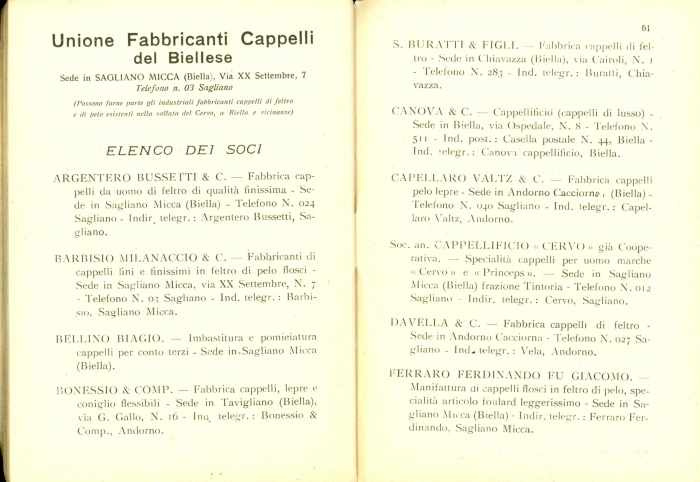 Unione Fabbricanti Cappelli
del Biellese
Sede in SAGLIANO MICCA (Biella), Via XX Settembre, 7
Telefono n. 03 Sagliano
(Possono farne parte gli industriali fabbricanti cappelli di feltro
e di pelo esistenti nella vallata del Cervo, a Biella e vicinanze)
ELENCO DEI SOCI
ARGENTERO BUSSETTI & C. — Fabbrica cap-
pelli da uomo di feltro di qualità finissima - Se-
de in Sagliano Micca (Biella) - Telefono N. 024
Sagliano - Indir. telegr.: Argentero Bussetti, Sa-
gliano.
BARBISIO MILANACCIO & C. — Fabbricanti di
cappelli fini e finissimi in feltro di pelo flosci -
Sede in Sagliano Micca, via XX Settembre, N. 7
- Telefono N. 03 Sagliano - Ind. telegr.: Barbi-
sio, Sagliano Micca.
BELLINO BIAGIO. — Imbastitura e pomiciatura
cappelli per conto terzi - Sede in Sagliano Micca
(Biella).
BONESSIO & COMP. — Fabbrica cappelli, lepre e
coniglio flessibili - Sede in Tavigliano (Biella),
via G. Gallo, N. 16 - Ind. telegr.: Bonessio &
Comp., Andorno.
61
S. BURATTI & FIGLI. — Fabbrica cappelli di fel-
tro - Sede in Chiavazza (Biella), via Cairoli, N. 1
- Telefono N. 283 - Ind. telegr.: Buratti, Chia-
vazza.
CANOVA & C. — Cappellificio (cappelli di lusso) -
Sede in Biella, via Ospedale, N. 8 - Telefono N.
511 - Ind. post.: Casella postale N. 44, Biella -
Ind. telegr.: Canova cappellificio, Biella.
CAPELLARO VALTZ & C. — Fabbrica cappelli
pelo lepre - Sede in Andorno Cacciorna, (Biella) -
Telefono N. 040 Sagliano - Ind. telegr.: Capel-
laro Valtz, Andorno.
Soc. an. CAPPELLIFICIO « CERVO » già Coope-
rativa. — Specialità cappelli per uomo marche
« Cervo » e « Princeps ». — Sede in Sagliano
Micca (Biella) frazione Tintoria - Telefono N. 012
Sagliano - Indir. telegr.: Cervo, Sagliano.
DAVELLA & C. — Fabbrica cappelli di feltro -
Sede in Andorno Cacciorna - Telefono N. 027 Sa-
gliano - Ind. telegr.: Vela, Andorno.
FERRARO FERDINANDO FU GIACOMO. —
Manifattura di cappelli flosci in feltro di pelo, spe-
cialità articolo foulard leggerissimo - Sede in Sa-
gliano Micca (Biella) - Indir. telegr.: Ferraro Fer-
dinando, Sagliano Micca.